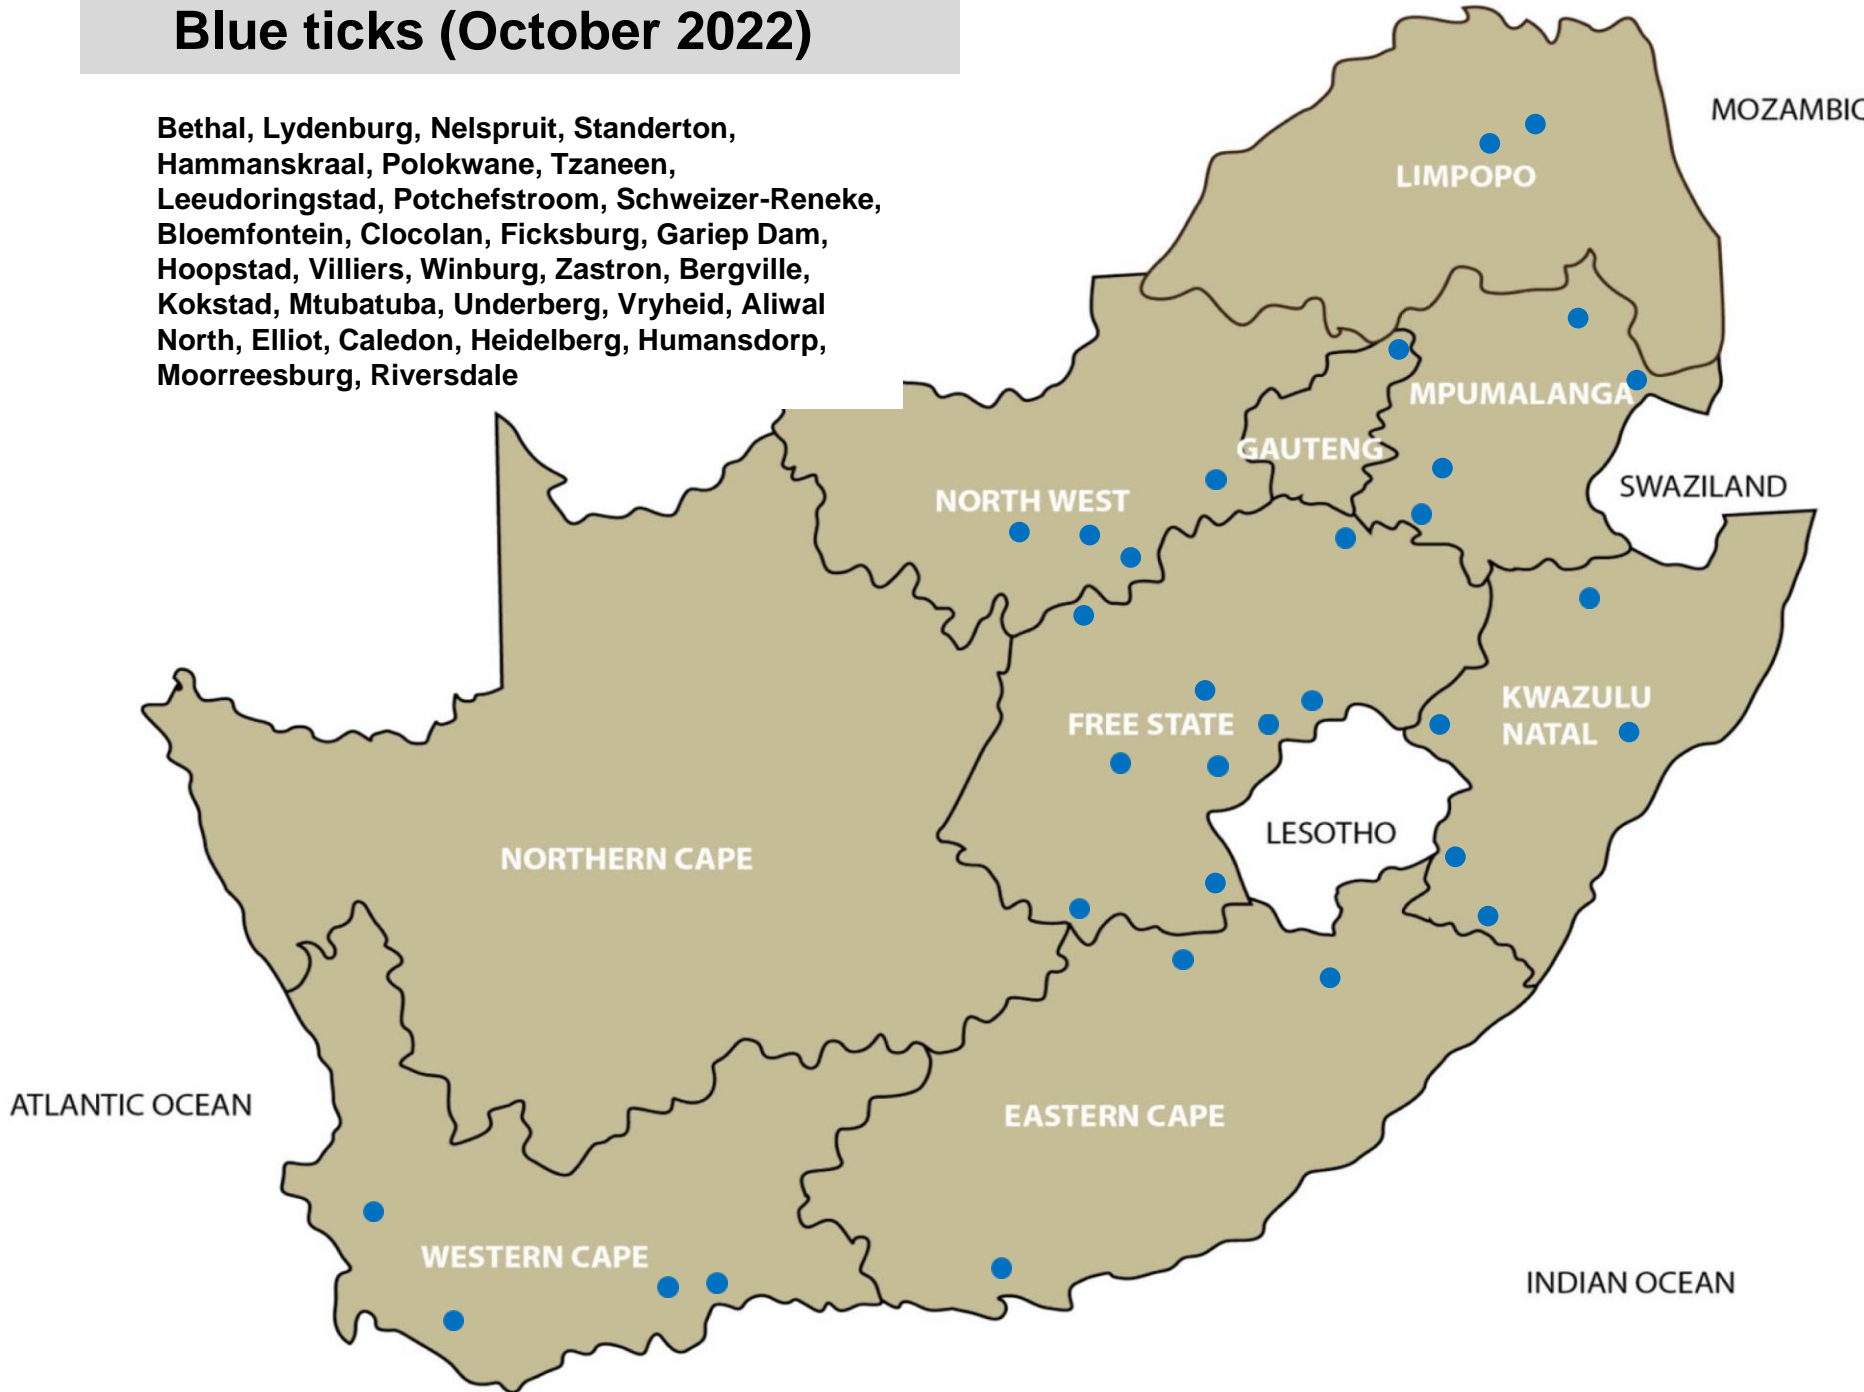 Blue ticks (October 2022)
Bethal, Lydenburg, Nelspruit, Standerton,
Hammanskraal, Polokwane, Tzaneen,
Leeudoringstad, Potchefstroom, Schweizer-Reneke,
Bloemfontein, Clocolan, Ficksburg, Gariep Dam,
Hoopstad, Villiers, Winburg, Zastron, Bergville,
Kokstad, Mtubatuba, Underberg, Vryheid, Aliwal
North, Elliot, Caledon, Heidelberg, Humansdorp,
Moorreesburg, Riversdale
MOZAMBIQ
LIMPOPO
MPUMALANGA
GAUTENG
SWAZILAND
NORTH WEST
KWAZULU
NATAL
FREE STATE
LESOTHO
NORTHERN CAPE
ATLANTIC OCEAN
EASTERN CAPE
WESTERN CAPE
INDIAN OCEAN